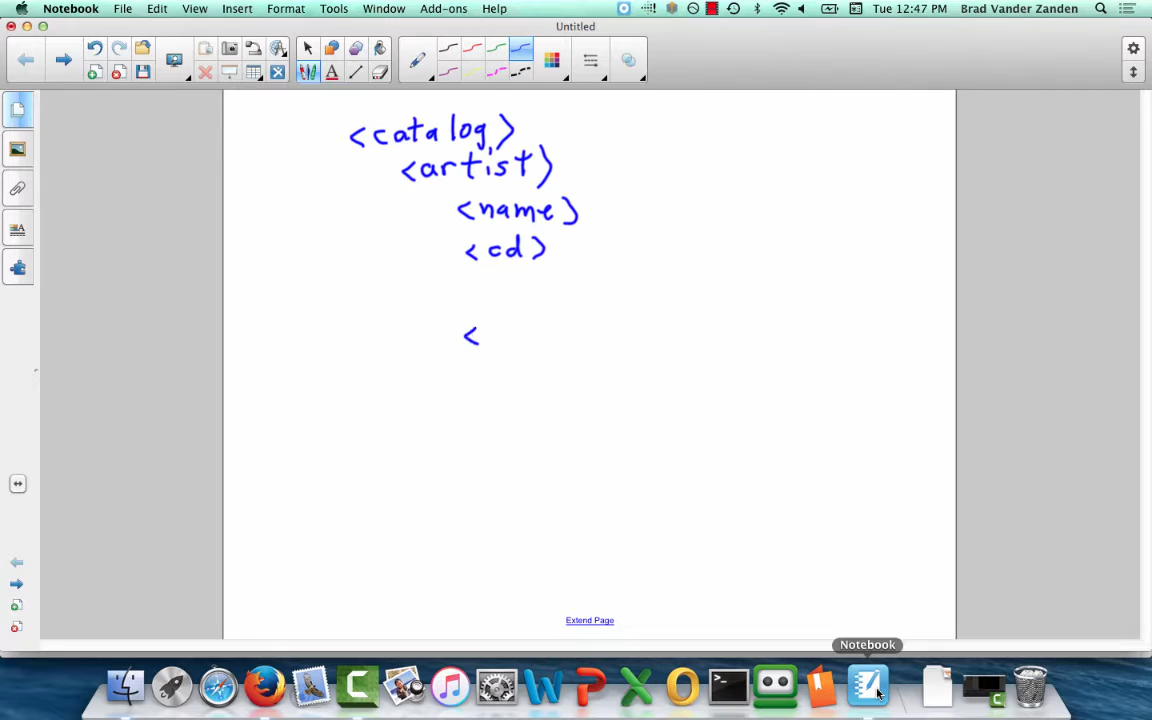 Notebook File Edit View Insert Format Tools Window Add-ons Help Tue 12:47 PM Brad Vander Zanden
Untitled
<catalog>
<artist>
<name>
<cd>
<
Extend Page
Notebook